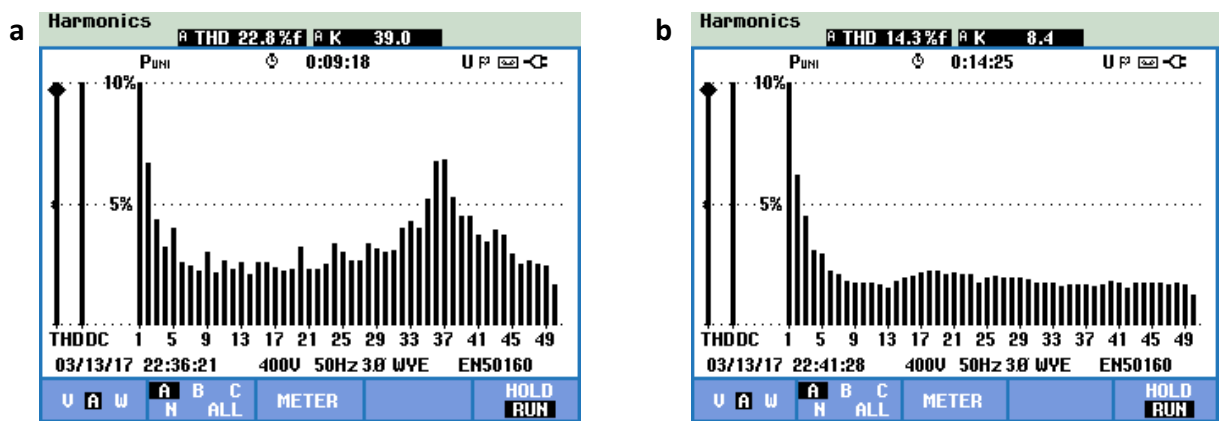 a
Harmonics
A THD 22.8 %f A K 39.0
PUNI 0:09:18 U
10%
5%
THD DC 1 5 9 13 17 21 25 29 33 37 41 45 49
03/13/17 22:36:21 400V 50Hz 3Ø WYE EN50160
V A W A B C N ALL METER HOLD RUN
b
Harmonics
A THD 14.3 %f A K 8.4
PUNI 0:14:25 U
10%
5%
THD DC 1 5 9 13 17 21 25 29 33 37 41 45 49
03/13/17 22:41:28 400V 50Hz 3Ø WYE EN50160
V A W A B C N ALL METER HOLD RUN